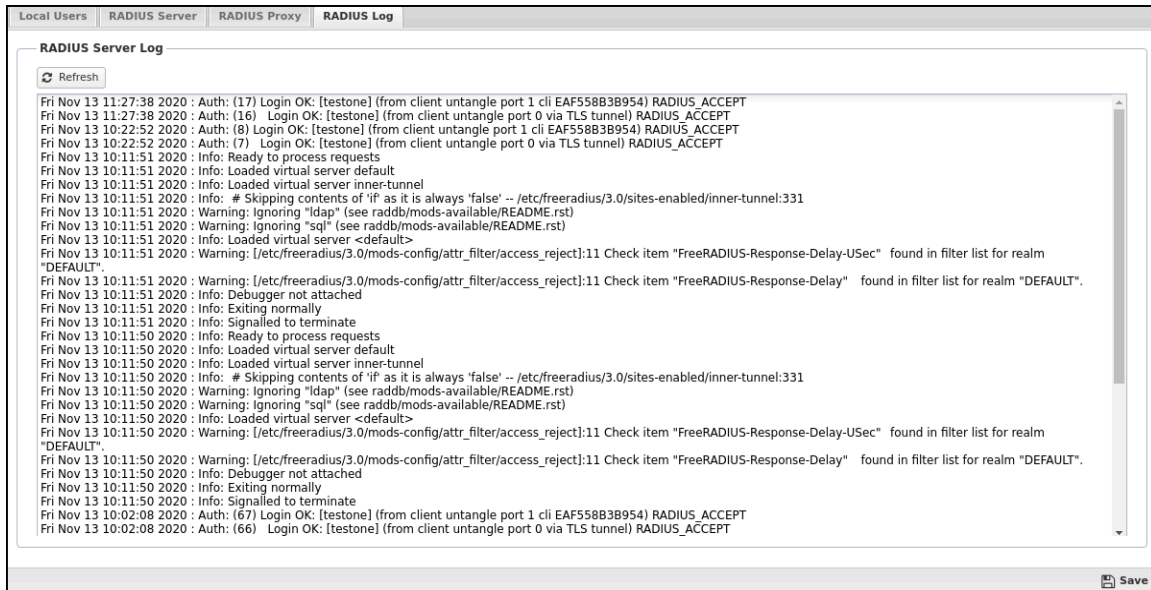 Local Users RADIUS Server RADIUS Proxy RADIUS Log
RADIUS Server Log
Refresh
Fri Nov 13 11:27:38 2020 : Auth: (17) Login OK: [testone] (from client untangle port 1 cli EAF558B3B954) RADIUS_ACCEPT
Fri Nov 13 11:27:38 2020 : Auth: (16)   Login OK: [testone] (from client untangle port 0 via TLS tunnel) RADIUS_ACCEPT
Fri Nov 13 10:22:52 2020 : Auth: (8) Login OK: [testone] (from client untangle port 1 cli EAF558B3B954) RADIUS_ACCEPT
Fri Nov 13 10:22:52 2020 : Auth: (7)   Login OK: [testone] (from client untangle port 0 via TLS tunnel) RADIUS_ACCEPT
Fri Nov 13 10:11:51 2020 : Info: Ready to process requests
Fri Nov 13 10:11:51 2020 : Info: Loaded virtual server default
Fri Nov 13 10:11:51 2020 : Info: Loaded virtual server inner-tunnel
Fri Nov 13 10:11:51 2020 : Info:  # Skipping contents of 'if' as it is always 'false' -- /etc/freeradius/3.0/sites-enabled/inner-tunnel:331
Fri Nov 13 10:11:51 2020 : Warning: Ignoring "ldap" (see raddb/mods-available/README.rst)
Fri Nov 13 10:11:51 2020 : Warning: Ignoring "sql" (see raddb/mods-available/README.rst)
Fri Nov 13 10:11:51 2020 : Info: Loaded virtual server <default>
Fri Nov 13 10:11:51 2020 : Warning: [/etc/freeradius/3.0/mods-config/attr_filter/access_reject]:11 Check item "FreeRADIUS-Response-Delay-USec"   found in filter list for realm
"DEFAULT".
Fri Nov 13 10:11:51 2020 : Warning: [/etc/freeradius/3.0/mods-config/attr_filter/access_reject]:11 Check item "FreeRADIUS-Response-Delay"   found in filter list for realm "DEFAULT".
Fri Nov 13 10:11:51 2020 : Info: Debugger not attached
Fri Nov 13 10:11:51 2020 : Info: Exiting normally
Fri Nov 13 10:11:51 2020 : Info: Signalled to terminate
Fri Nov 13 10:11:50 2020 : Info: Ready to process requests
Fri Nov 13 10:11:50 2020 : Info: Loaded virtual server default
Fri Nov 13 10:11:50 2020 : Info: Loaded virtual server inner-tunnel
Fri Nov 13 10:11:50 2020 : Info:  # Skipping contents of 'if' as it is always 'false' -- /etc/freeradius/3.0/sites-enabled/inner-tunnel:331
Fri Nov 13 10:11:50 2020 : Warning: Ignoring "ldap" (see raddb/mods-available/README.rst)
Fri Nov 13 10:11:50 2020 : Warning: Ignoring "sql" (see raddb/mods-available/README.rst)
Fri Nov 13 10:11:50 2020 : Info: Loaded virtual server <default>
Fri Nov 13 10:11:50 2020 : Warning: [/etc/freeradius/3.0/mods-config/attr_filter/access_reject]:11 Check item "FreeRADIUS-Response-Delay-USec"   found in filter list for realm
"DEFAULT".
Fri Nov 13 10:11:50 2020 : Warning: [/etc/freeradius/3.0/mods-config/attr_filter/access_reject]:11 Check item "FreeRADIUS-Response-Delay"   found in filter list for realm "DEFAULT".
Fri Nov 13 10:11:50 2020 : Info: Debugger not attached
Fri Nov 13 10:11:50 2020 : Info: Exiting normally
Fri Nov 13 10:11:50 2020 : Info: Signalled to terminate
Fri Nov 13 10:02:08 2020 : Auth: (67) Login OK: [testone] (from client untangle port 1 cli EAF558B3B954) RADIUS_ACCEPT
Fri Nov 13 10:02:08 2020 : Auth: (66)   Login OK: [testone] (from client untangle port 0 via TLS tunnel) RADIUS_ACCEPT
Save